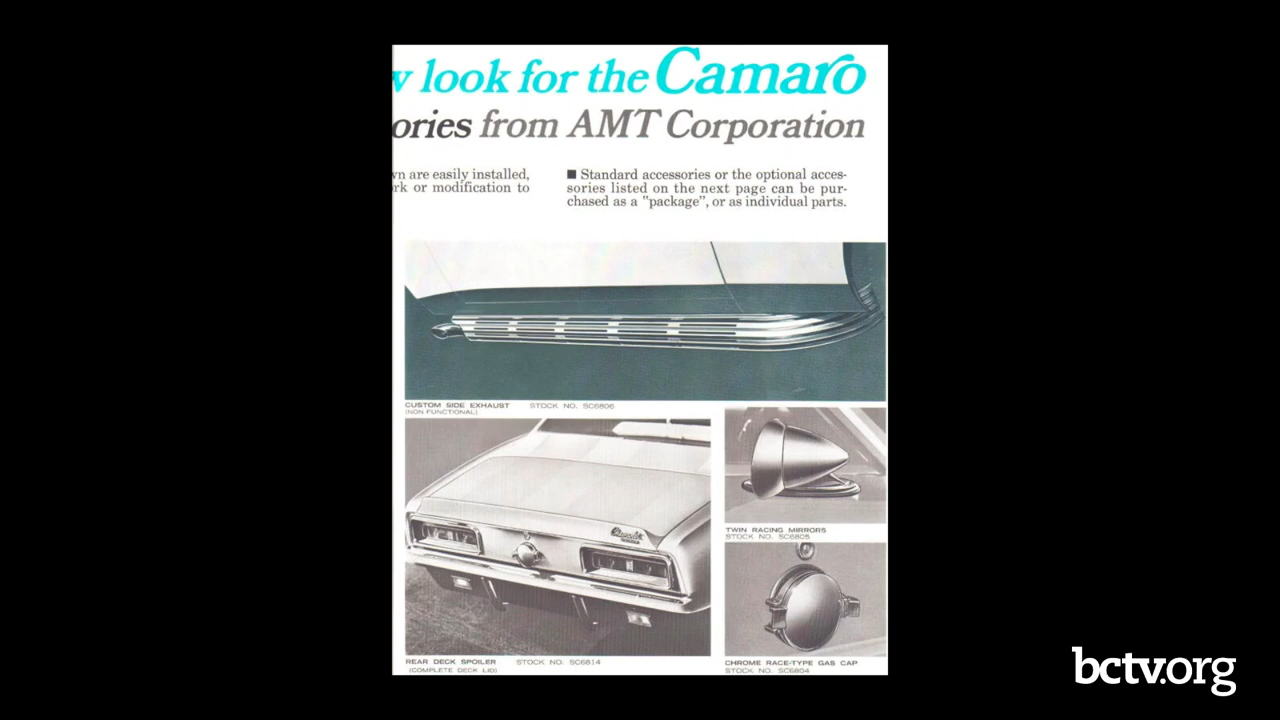 w look for the Camaro
ories from AMT Corporation
wn are easily installed,
rk or modification to
■ Standard accessories or the optional acces-
sories listed on the next page can be pur-
chased as a "package", or as individual parts.
CUSTOM SIDE EXHAUST STOCK NO. SC6806
(NON FUNCTIONAL)
TWIN RACING MIRRORS
STOCK NO. SC6805
REAR DECK SPOILER STOCK NO. SC6814
(COMPLETE DECK LID)
CHROME RACE-TYPE GAS CAP
STOCK NO. SC6804
bctv.org